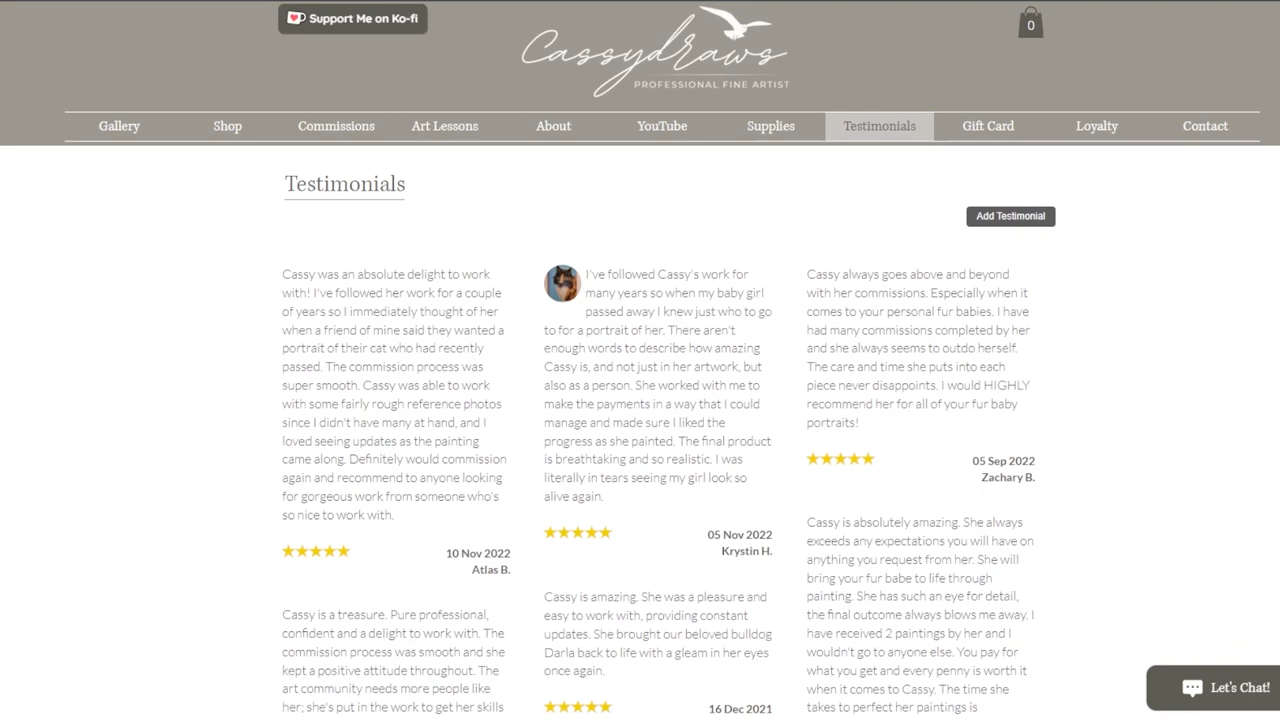 Support Me on Ko-fi
Cassydraws
PROFESSIONAL FINE ARTIST
0
Gallery
Shop
Commissions
Art Lessons
About
YouTube
Supplies
Testimonials
Gift Card
Loyalty
Contact
Testimonials
Add Testimonial
Cassy was an absolute delight to work
with! I've followed her work for a couple
of years so I immediately thought of her
when a friend of mine said they wanted a
portrait of their cat who had recently
passed. The commission process was
super smooth. Cassy was able to work
with some fairly rough reference photos
since I didn't have many at hand, and I
loved seeing updates as the painting
came along. Definitely would commission
again and recommend to anyone looking
for gorgeous work from someone who's
so nice to work with.
10 Nov 2022
Atlas B.
Cassy is a treasure. Pure professional,
confident and a delight to work with. The
commission process was smooth and she
kept a positive attitude throughout. The
art community needs more people like
her; she's put in the work to get her skills
I've followed Cassy's work for
many years so when my baby girl
passed away I knew just who to go
to for a portrait of her. There aren't
enough words to describe how amazing
Cassy is, and not just in her artwork, but
also as a person. She worked with me to
make the payments in a way that I could
manage and made sure I liked the
progress as she painted. The final product
is breathtaking and so realistic. I was
literally in tears seeing my girl look so
alive again.
05 Nov 2022
Krystin H.
Cassy is amazing. She was a pleasure and
easy to work with, providing constant
updates. She brought our beloved bulldog
Darla back to life with a gleam in her eyes
once again.
16 Dec 2021
Cassy always goes above and beyond
with her commissions. Especially when it
comes to your personal fur babies. I have
had many commissions completed by her
and she always seems to outdo herself.
The care and time she puts into each
piece never disappoints. I would HIGHLY
recommend her for all of your fur baby
portraits!
05 Sep 2022
Zachary B.
Cassy is absolutely amazing. She always
exceeds any expectations you will have on
anything you request from her. She will
bring your fur babe to life through
painting. She has such an eye for detail,
the final outcome always blows me away. I
have received 2 paintings by her and I
wouldn't go to anyone else. You pay for
what you get and every penny is worth it
when it comes to Cassy. The time she
takes to perfect her paintings is
Let's Chat!